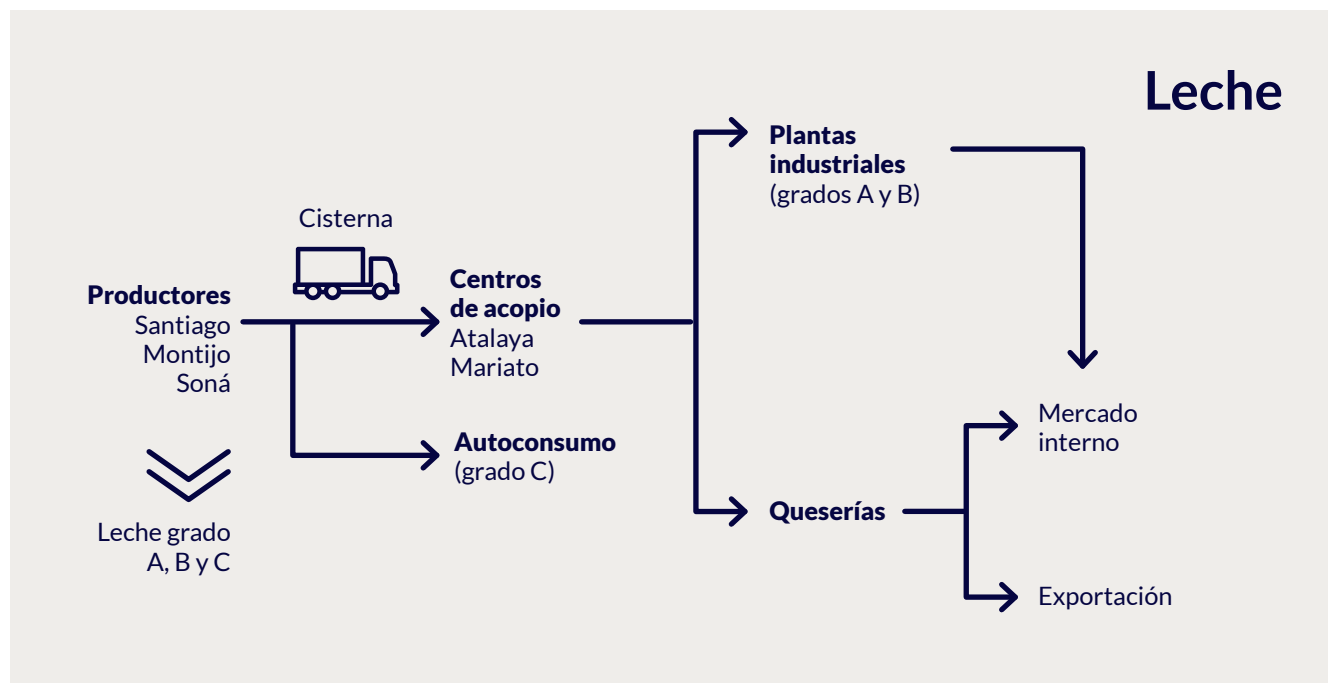 Leche
Cisterna
Productores
Santiago
Montijo
Soná
Leche grado
A, B y C
Centros
de acopio
Atalaya
Mariato
Autoconsumo
(grado C)
Plantas
industriales
(grados A y B)
Queserías
Mercado
interno
Exportación